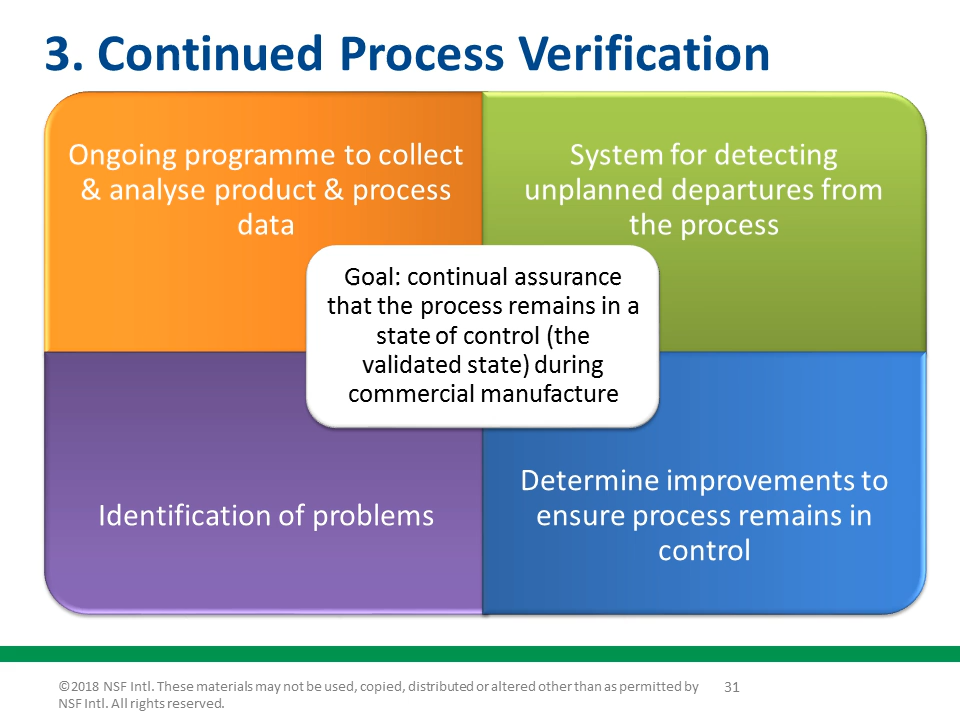 3. Continued Process Verification
Ongoing programme to collect
& analyse product & process
data
System for detecting
unplanned departures from
the process
Goal: continual assurance
that the process remains in a
state of control (the
validated state) during
commercial manufacture
Identification of problems
Determine improvements to
ensure process remains in
control
©2018 NSF Intl. These materials may not be used, copied, distributed or altered other than as permitted by
NSF Intl. All rights reserved.
31